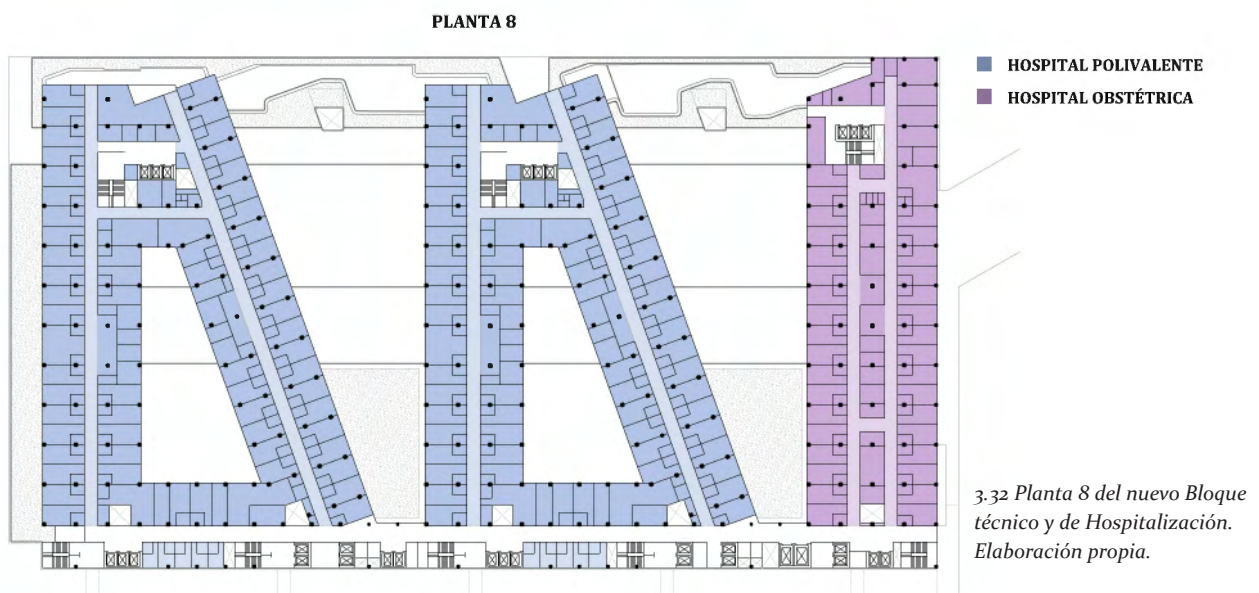 PLANTA 8
HOSPITAL POLIVALENTE
HOSPITAL OBSTÉTRICA
3.32 Planta 8 del nuevo Bloque
técnico y de Hospitalización.
Elaboración propia.